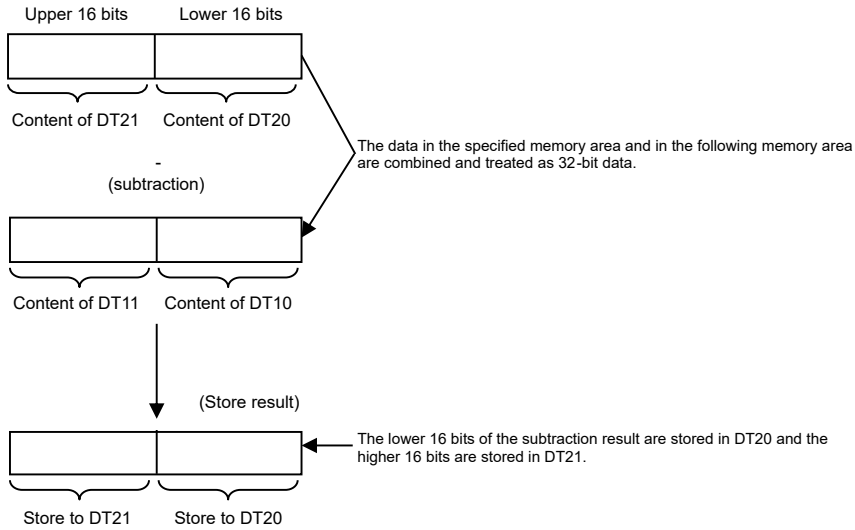 Upper 16 bits Lower 16 bits
Content of DT21 Content of DT20
The data in the specified memory area and in the following memory area
are combined and treated as 32-bit data.
-
(subtraction)
Content of DT11 Content of DT10
(Store result)
The lower 16 bits of the subtraction result are stored in DT20 and the
higher 16 bits are stored in DT21.
Store to DT21 Store to DT20